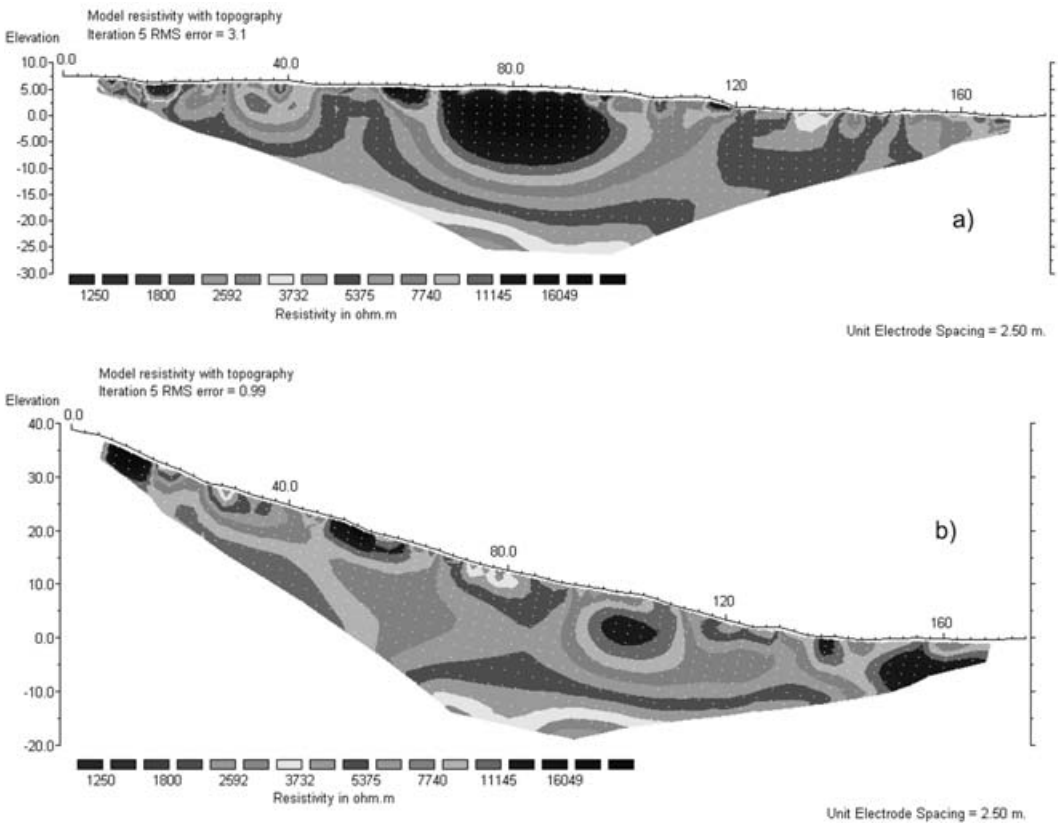 Model resistivity with topography
Iteration 5 RMS error = 3.1
Elevation
0.0
40.0
80.0
120
160
10.0
5.00
0.0
-5.00
-10.0
-15.0
-20.0
-25.0
-30.0
a)
1250 1800 2592 3732 5375 7740 11145 16049
Resistivity in ohm.m
Unit Electrode Spacing = 2.50 m.
Model resistivity with topography
Iteration 5 RMS error = 0.99
Elevation
0.0
40.0
80.0
120
160
40.0
30.0
20.0
10.0
0.0
-10.0
-20.0
b)
1250 1800 2592 3732 5375 7740 11145 16049
Resistivity in ohm.m
Unit Electrode Spacing = 2.50 m.